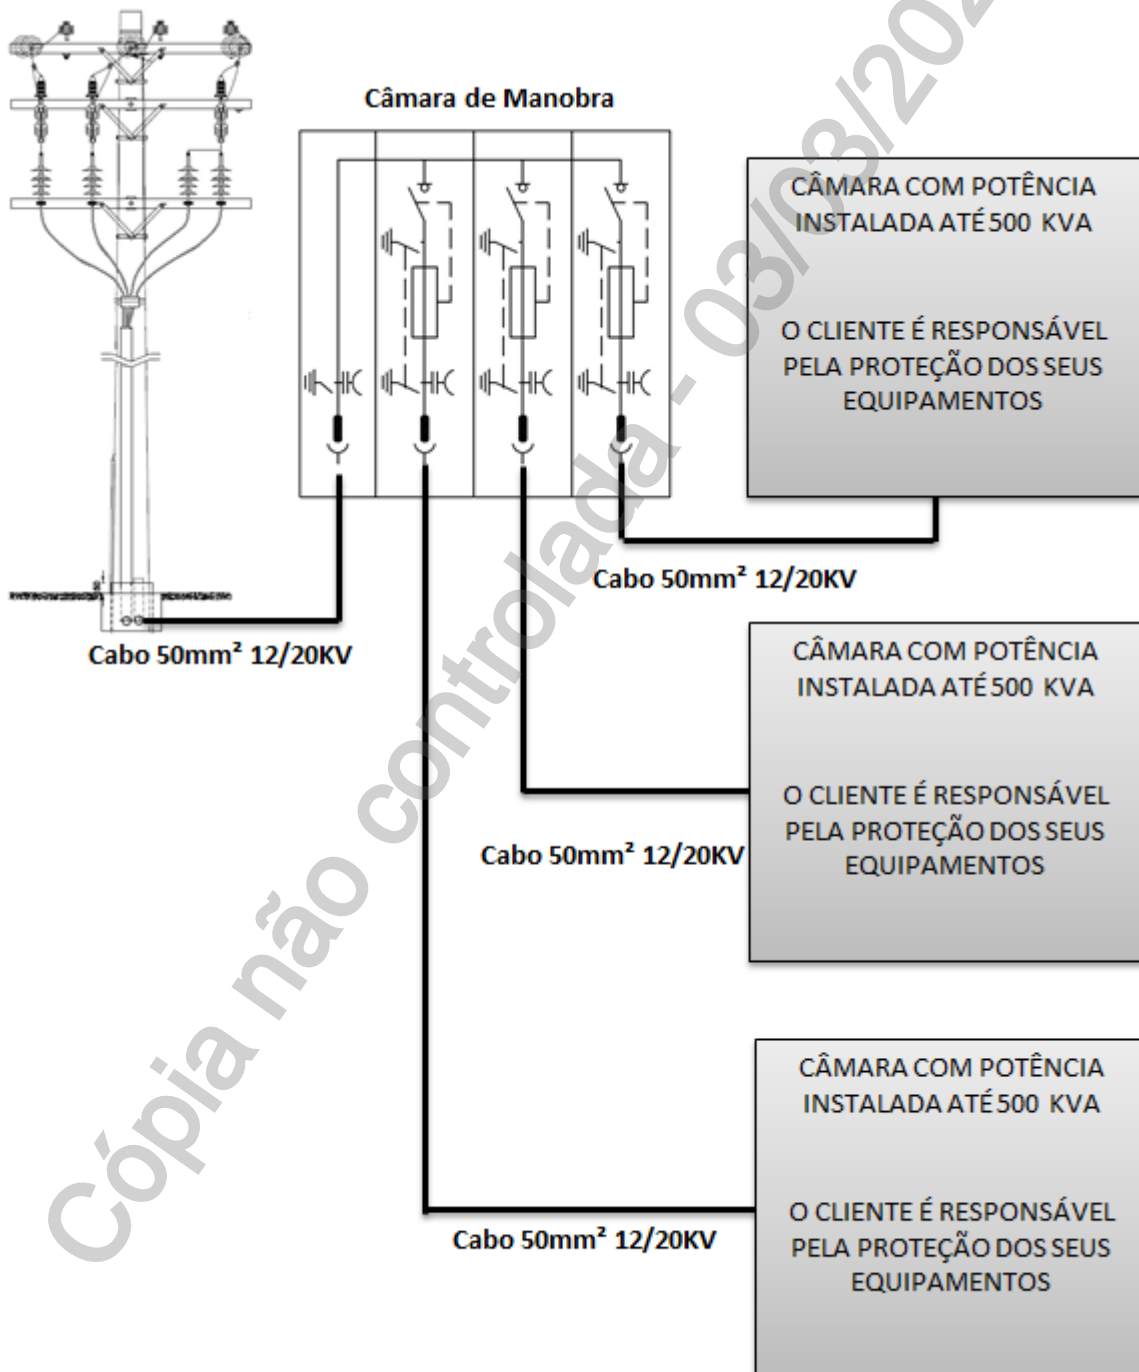 Câmara de Manobra
CÂMARA COM POTÊNCIA
INSTALADA ATÉ 500 KVA
O CLIENTE É RESPONSÁVEL
PELA PROTEÇÃO DOS SEUS
EQUIPAMENTOS
Cabo 50mm² 12/20KV
Cabo 50mm² 12/20KV
CÂMARA COM POTÊNCIA
INSTALADA ATÉ 500 KVA
O CLIENTE É RESPONSÁVEL
PELA PROTEÇÃO DOS SEUS
EQUIPAMENTOS
Cabo 50mm² 12/20KV
CÂMARA COM POTÊNCIA
INSTALADA ATÉ 500 KVA
O CLIENTE É RESPONSÁVEL
PELA PROTEÇÃO DOS SEUS
EQUIPAMENTOS
Cabo 50mm² 12/20KV
Cópia não controlada - 03/03/202